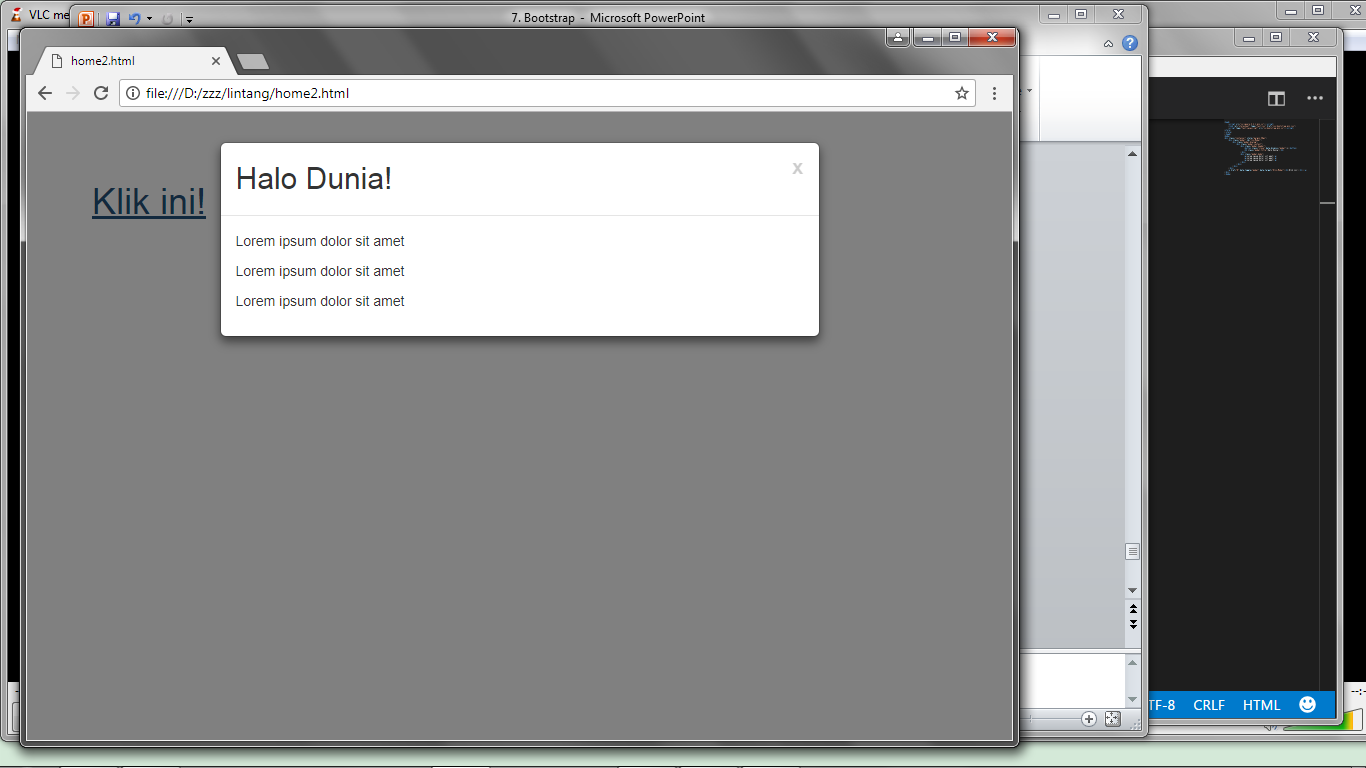 VLC me
7. Bootstrap - Microsoft PowerPoint
home2.html
file:///D:/zzz/lintang/home2.html
Klik ini!
Halo Dunia!
x
Lorem ipsum dolor sit amet
Lorem ipsum dolor sit amet
Lorem ipsum dolor sit amet
TF-8 CRLF HTML